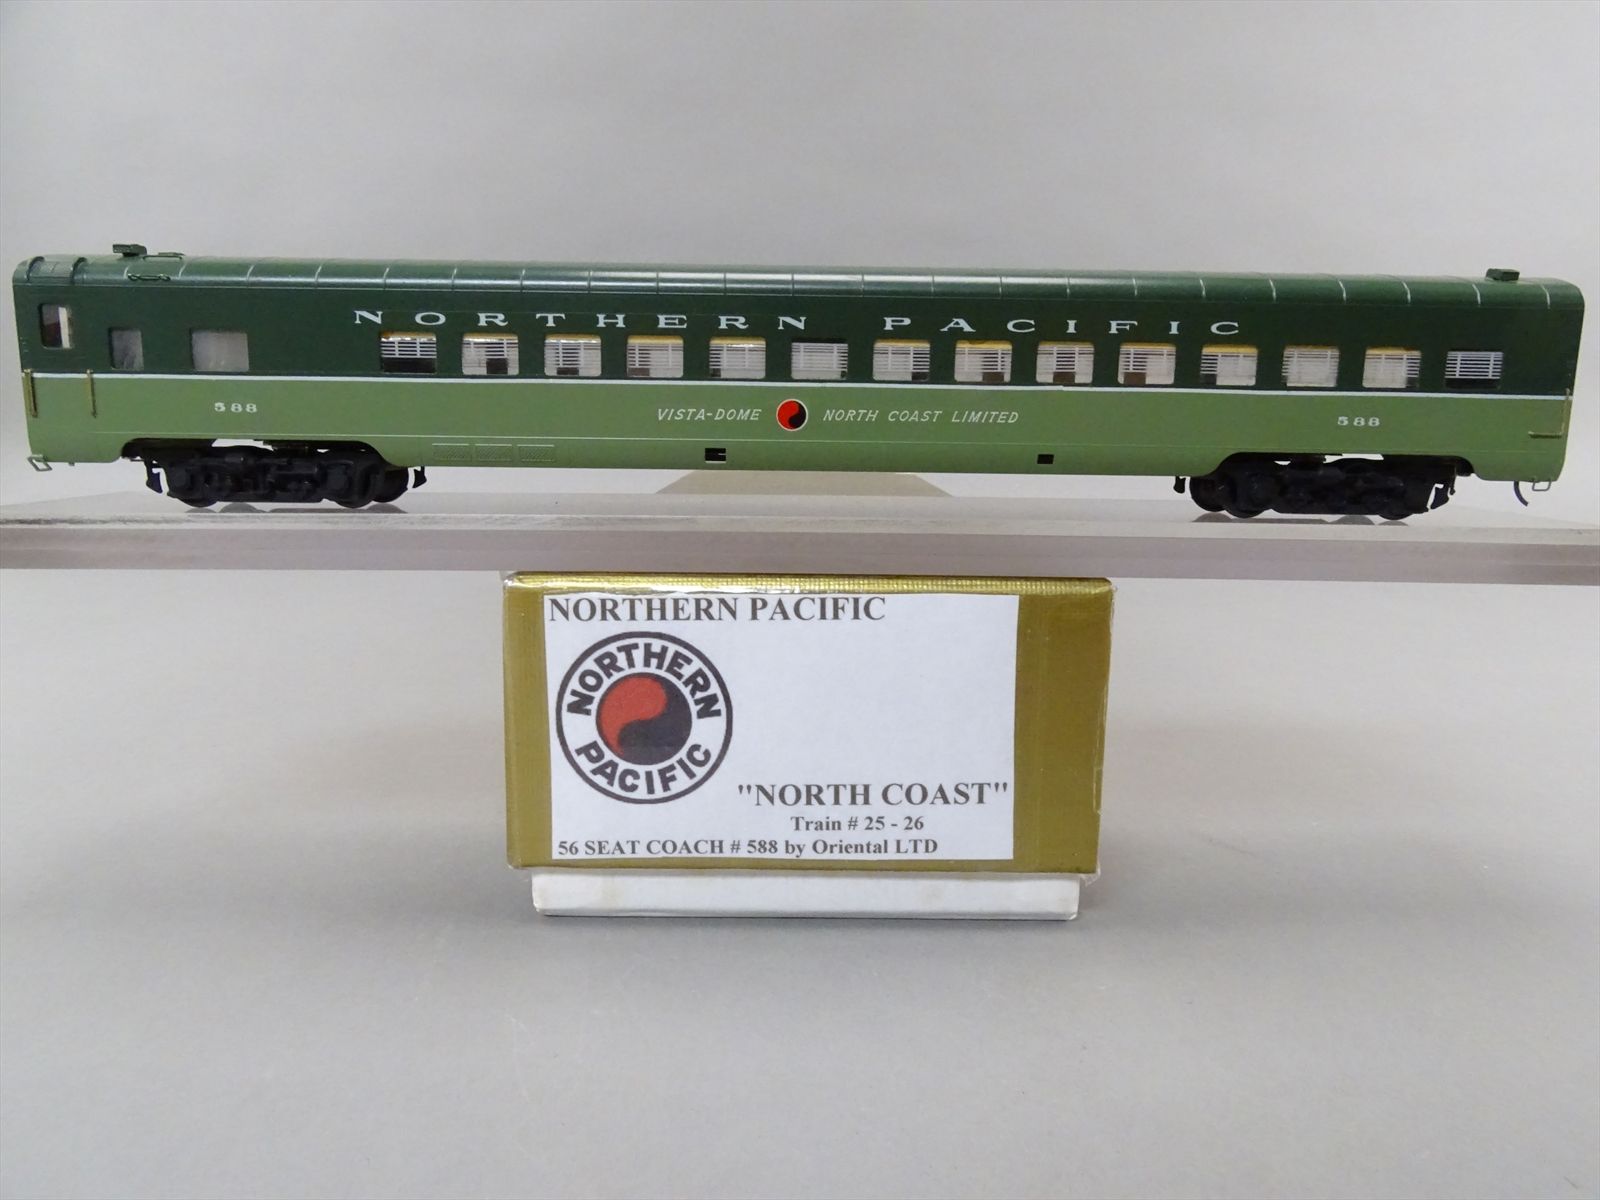 NORTHERN PACIFIC
588
VISTA-DOME NORTH COAST LIMITED
588
NORTHERN PACIFIC
NORTHERN
PACIFIC
"NORTH COAST"
Train # 25 - 26
56 SEAT COACH # 588 by Oriental LTD